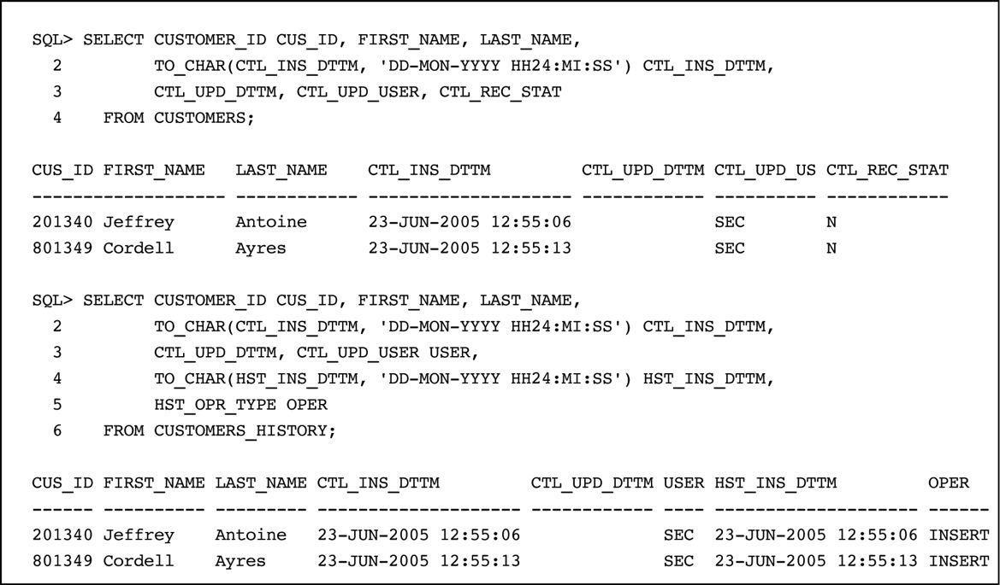 SQL> SELECT CUSTOMER_ID CUS_ID, FIRST_NAME, LAST_NAME,
  2         TO_CHAR(CTL_INS_DTTM, 'DD-MON-YYYY HH24:MI:SS') CTL_INS_DTTM,
  3         CTL_UPD_DTTM, CTL_UPD_USER, CTL_REC_STAT
  4    FROM CUSTOMERS;

CUS_ID FIRST_NAME   LAST_NAME    CTL_INS_DTTM         CTL_UPD_DTTM CTL_UPD_US CTL_REC_STAT
------------------- ------------ -------------------- ------------ ---------- ------------
201340 Jeffrey      Antoine      23-JUN-2005 12:55:06              SEC        N
801349 Cordell      Ayres        23-JUN-2005 12:55:13              SEC        N

SQL> SELECT CUSTOMER_ID CUS_ID, FIRST_NAME, LAST_NAME,
  2         TO_CHAR(CTL_INS_DTTM, 'DD-MON-YYYY HH24:MI:SS') CTL_INS_DTTM,
  3         CTL_UPD_DTTM, CTL_UPD_USER USER,
  4         TO_CHAR(HST_INS_DTTM, 'DD-MON-YYYY HH24:MI:SS') HST_INS_DTTM,
  5         HST_OPR_TYPE OPER
  6    FROM CUSTOMERS_HISTORY;

CUS_ID FIRST_NAME LAST_NAME CTL_INS_DTTM         CTL_UPD_DTTM USER HST_INS_DTTM         OPER
------ ---------- --------- -------------------- ------------ ---- -------------------- ------
201340 Jeffrey    Antoine   23-JUN-2005 12:55:06              SEC  23-JUN-2005 12:55:06 INSERT
801349 Cordell    Ayres     23-JUN-2005 12:55:13              SEC  23-JUN-2005 12:55:13 INSERT